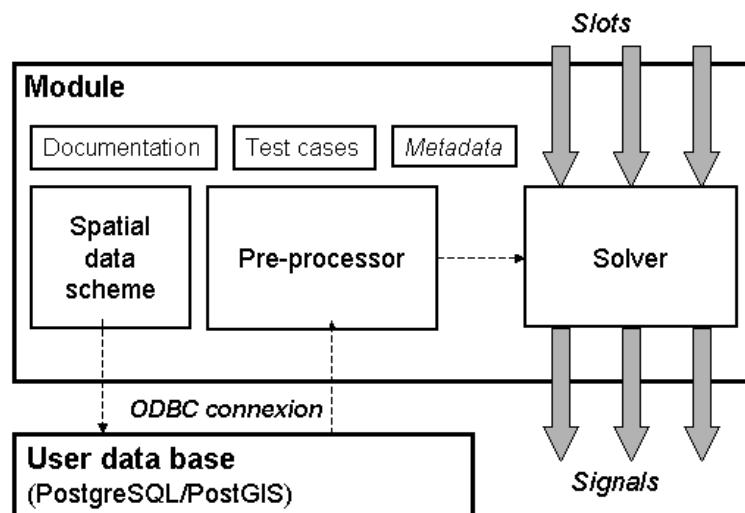 Slots
Module
Documentation
Test cases
Metadata
Spatial
data
scheme
Pre-processor
Solver
ODBC connexion
User data base
(PostgreSQL/PostGIS)
Signals